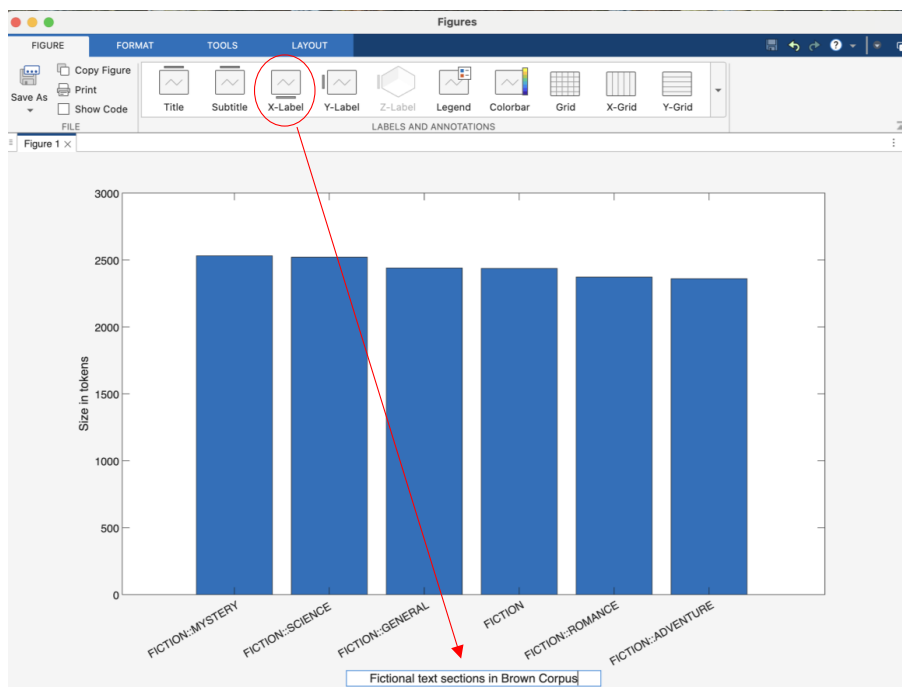 Figures
FIGURE FORMAT TOOLS LAYOUT
Save As
Copy Figure
Print
Show Code
FILE
Title Subtitle X-Label Y-Label Z-Label Legend Colorbar Grid X-Grid Y-Grid
LABELS AND ANNOTATIONS
Figure 1
3000
2500
2000
1500
1000
500
0
Size in tokens
FICTION::MYSTERY
FICTION::SCIENCE
FICTION::GENERAL
FICTION
FICTION::ROMANCE
FICTION::ADVENTURE
Fictional text sections in Brown Corpus